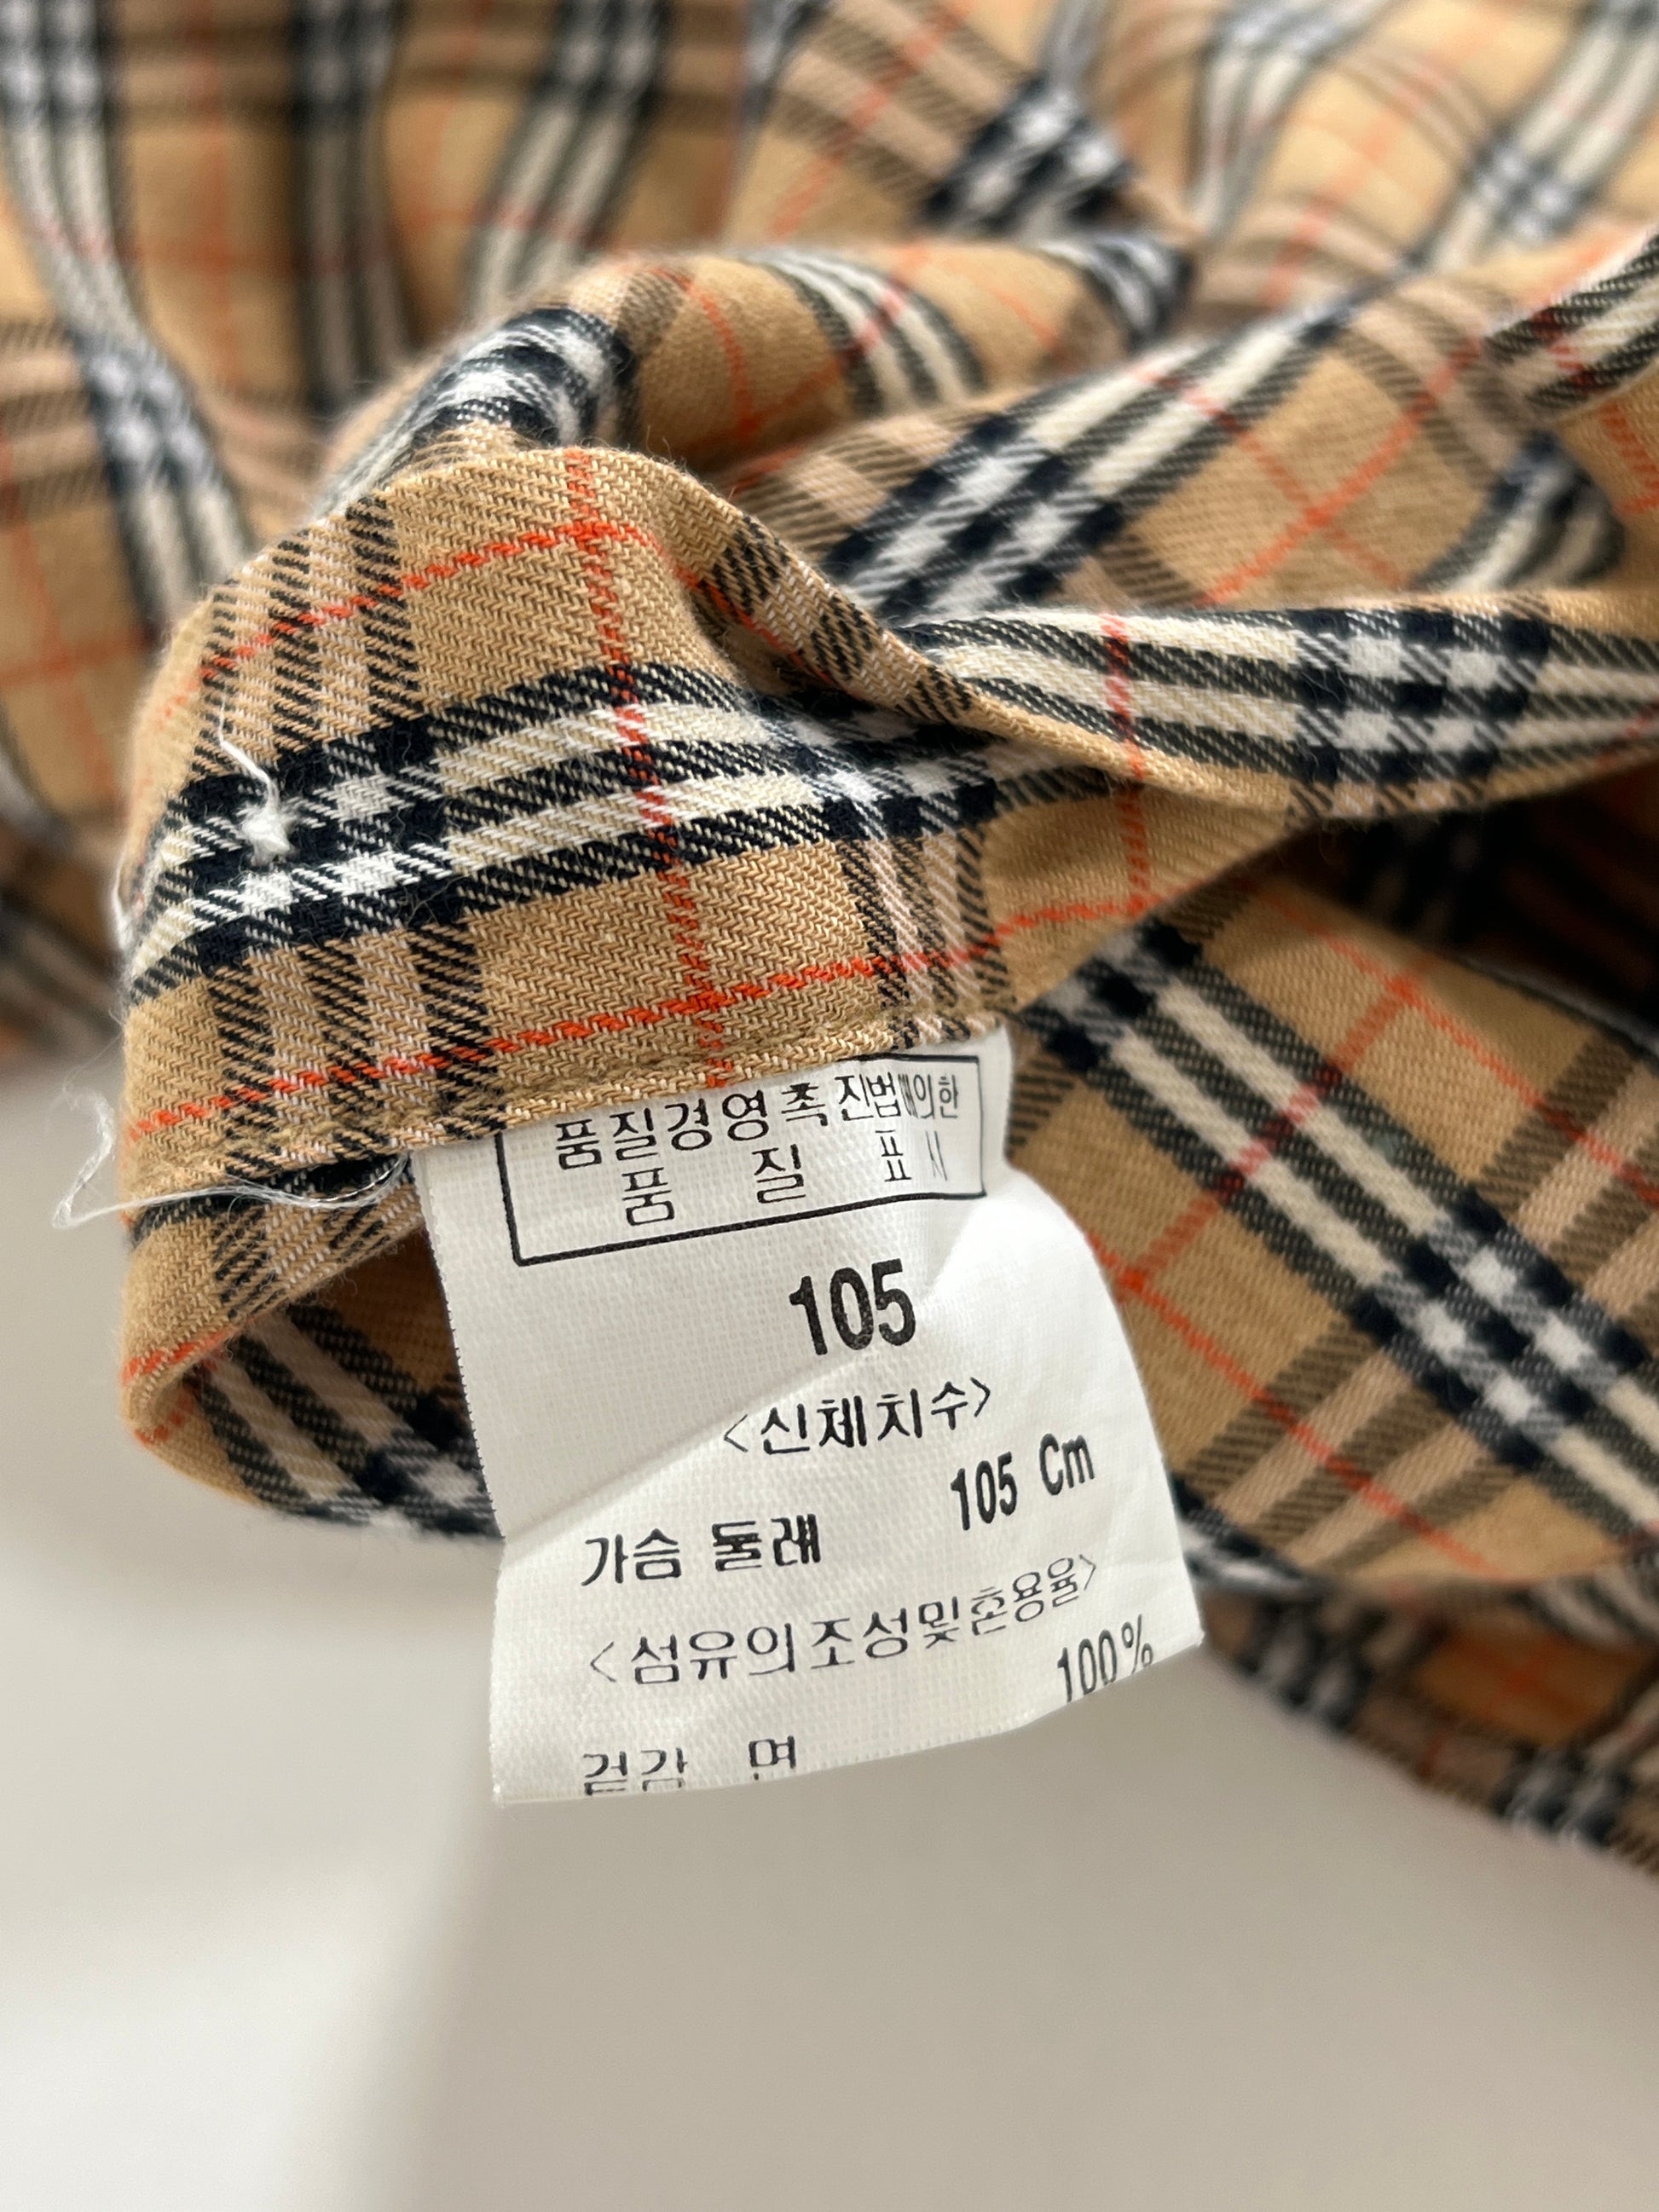 품질경영촉진법에의한
품 질 표 시
105
<신체치수>
가슴 둘레 105 Cm
<섬유의조성및혼용율>
겉감 면 100%